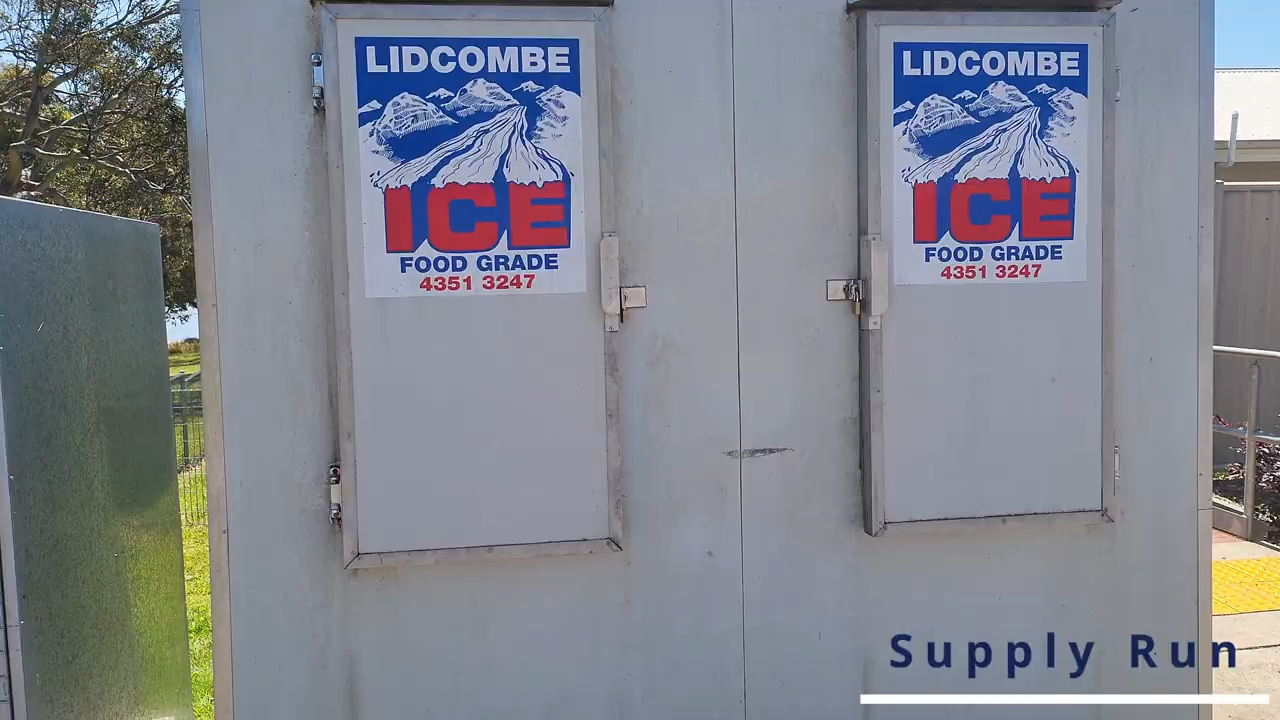 LIDCOMBE
ICE
FOOD GRADE
4351 3247
LIDCOMBE
ICE
FOOD GRADE
4351 3247
Supply Run